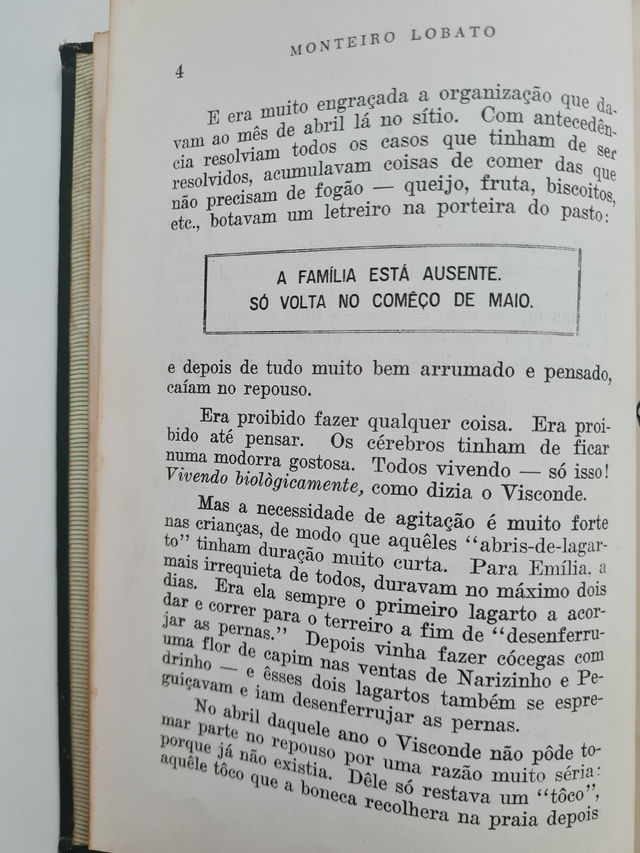 MONTEIRO LOBATO
4
E era muito engraçada a organização que da-
vam ao mês de abril lá no sítio. Com antecedên-
cia resolviam todos os casos que tinham de ser
resolvidos, acumulavam coisas de comer das que
não precisam de fogão — queijo, fruta, biscoitos,
etc., botavam um letreiro na porteira do pasto:
A FAMÍLIA ESTÁ AUSENTE.
SÓ VOLTA NO COMÊÇO DE MAIO.
e depois de tudo muito bem arrumado e pensado,
caíam no repouso.
Era proibido fazer qualquer coisa. Era proi-
bido até pensar. Os cérebros tinham de ficar
numa modorra gostosa. Todos vivendo — só isso!
Vivendo biològicamente, como dizia o Visconde.
Mas a necessidade de agitação é muito forte
nas crianças, de modo que aquêles "abris-de-lagar-
to" tinham duração muito curta. Para Emília, a
mais irrequieta de todos, duravam no máximo dois
dias. Era ela sempre o primeiro lagarto a acor-
dar e correr para o terreiro a fim de "desenferru-
jar as pernas." Depois vinha fazer cócegas com
uma flor de capim nas ventas de Narizinho e Pe-
drinho — e êsses dois lagartos também se espre-
guiçavam e iam desenferrujar as pernas.
No abril daquele ano o Visconde não pôde to-
mar parte no repouso por uma razão muito séria:
porque já não existia. Dêle só restava um "tôco",
aquêle tôco que a boneca recolhera na praia depois